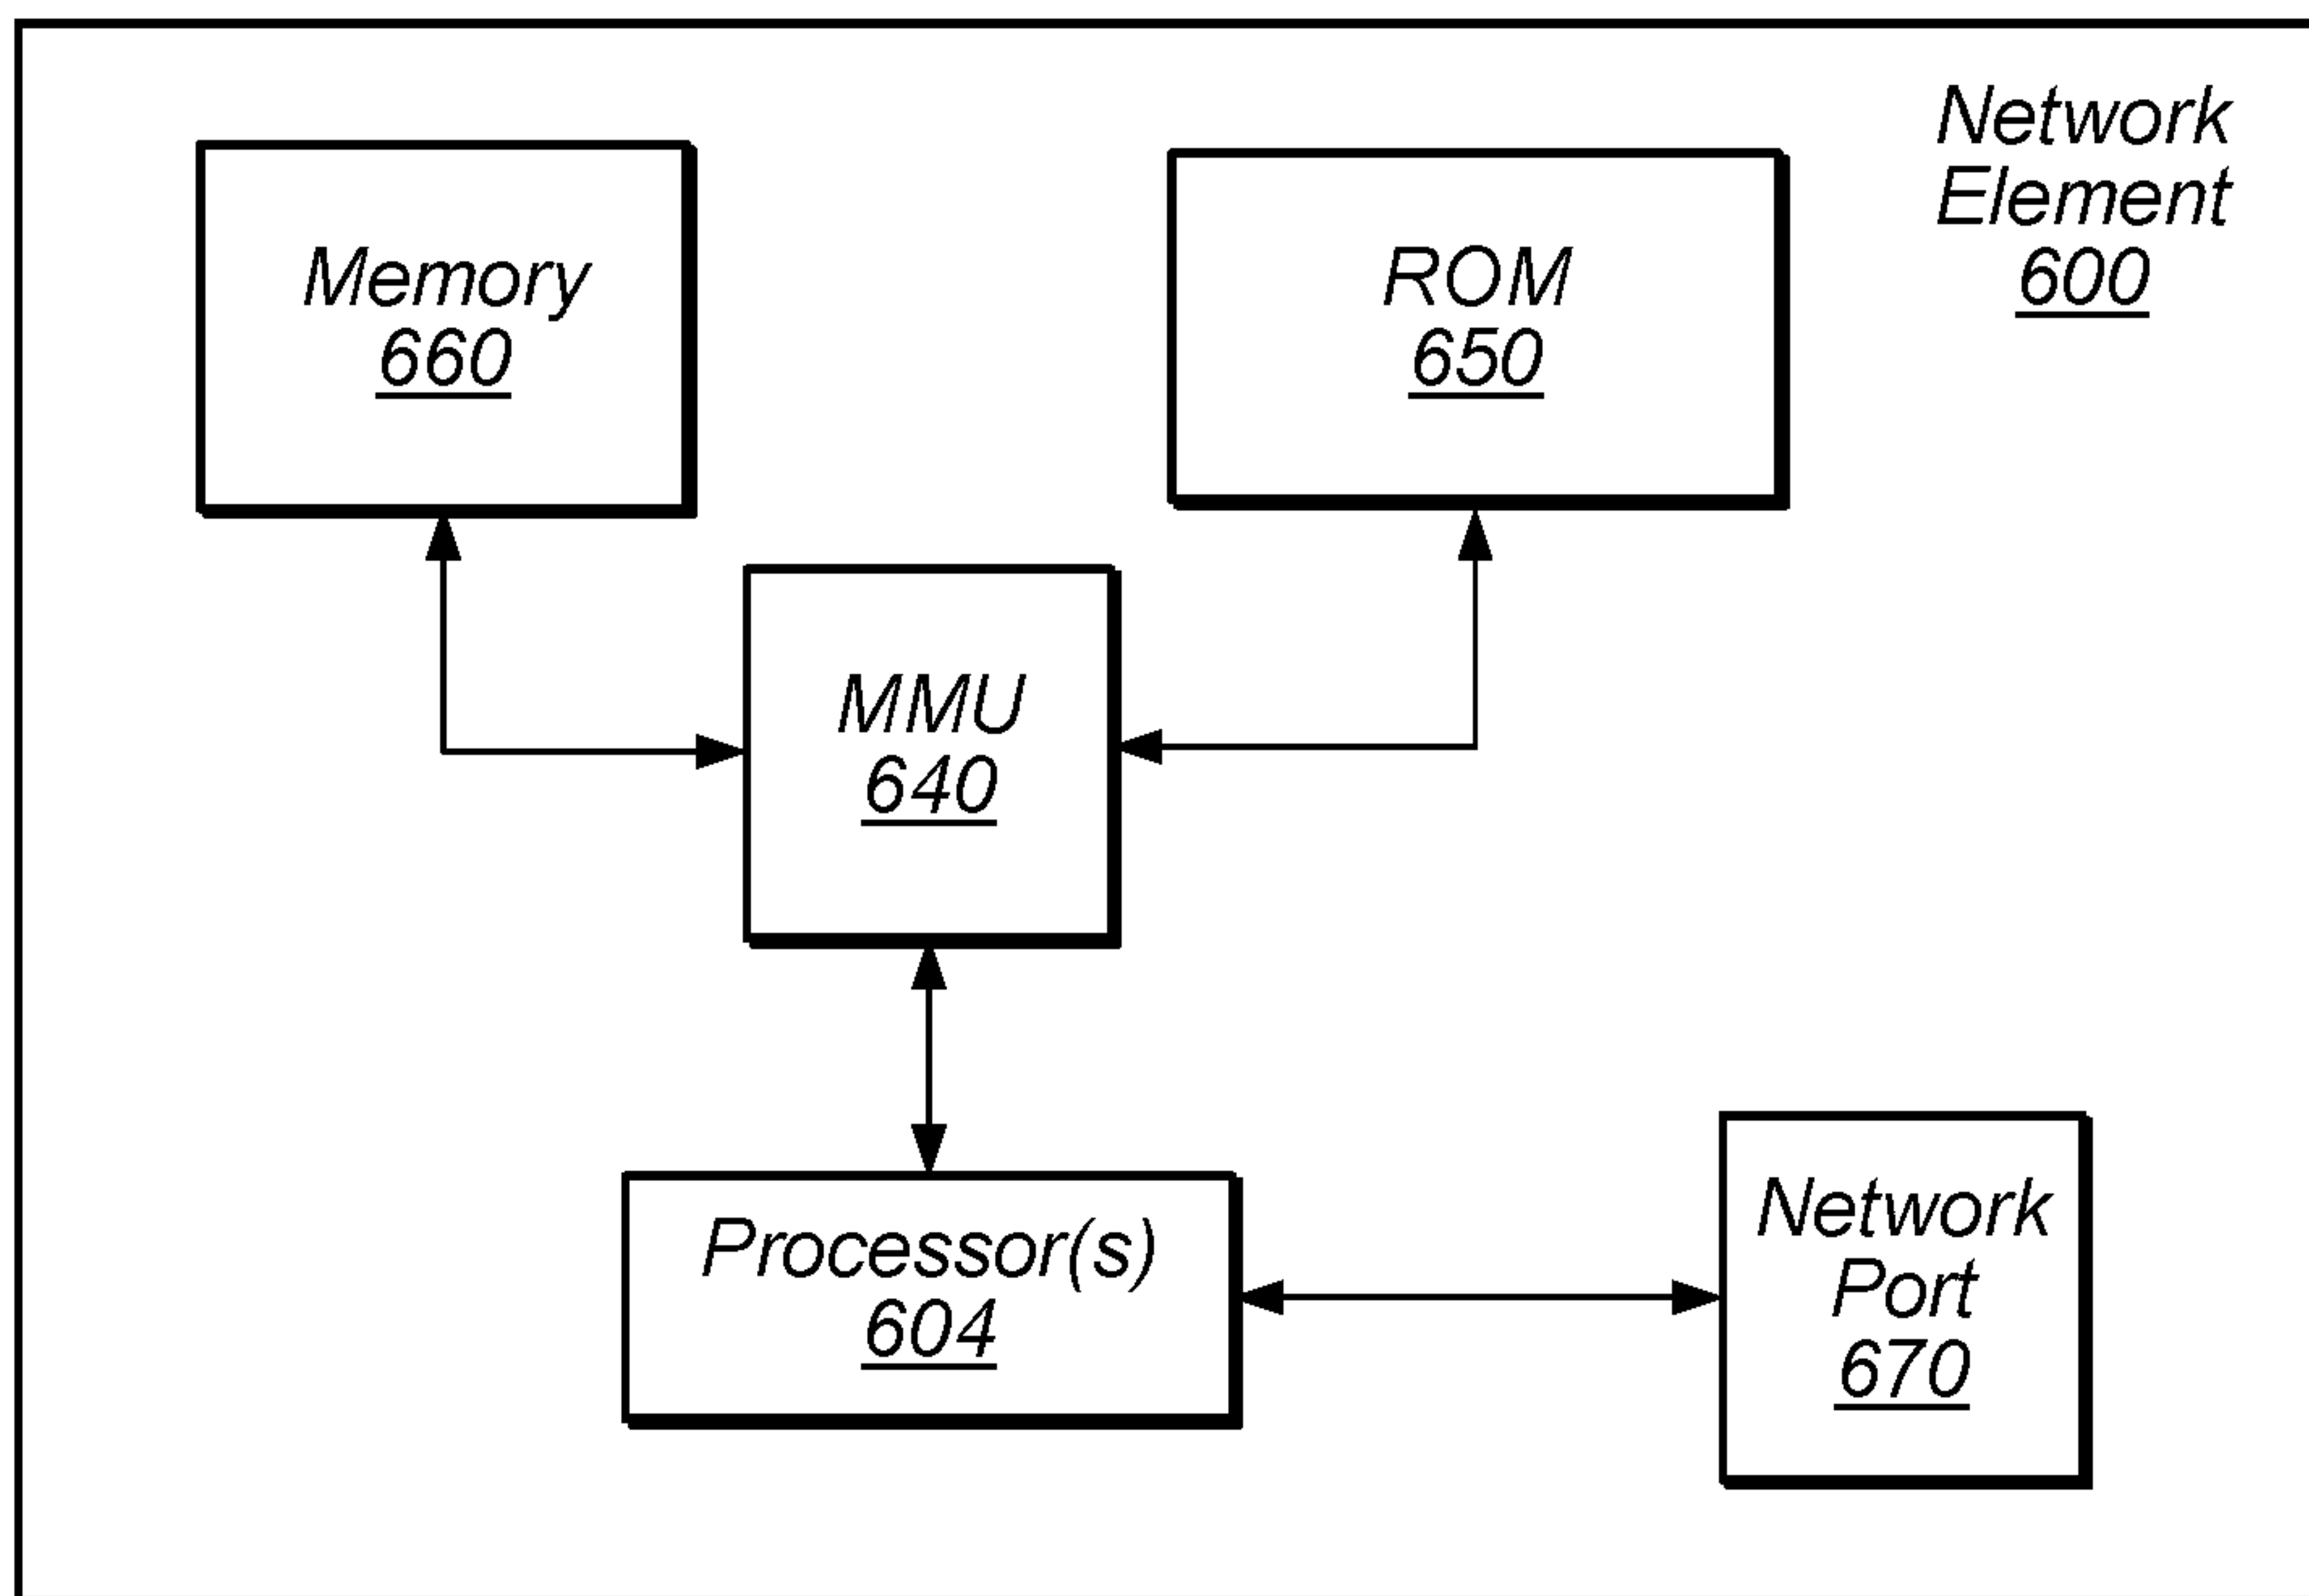 Network
Element
600
Memory
660
ROM
650
MMU
640
Processor(s)
604
Network
Port
670